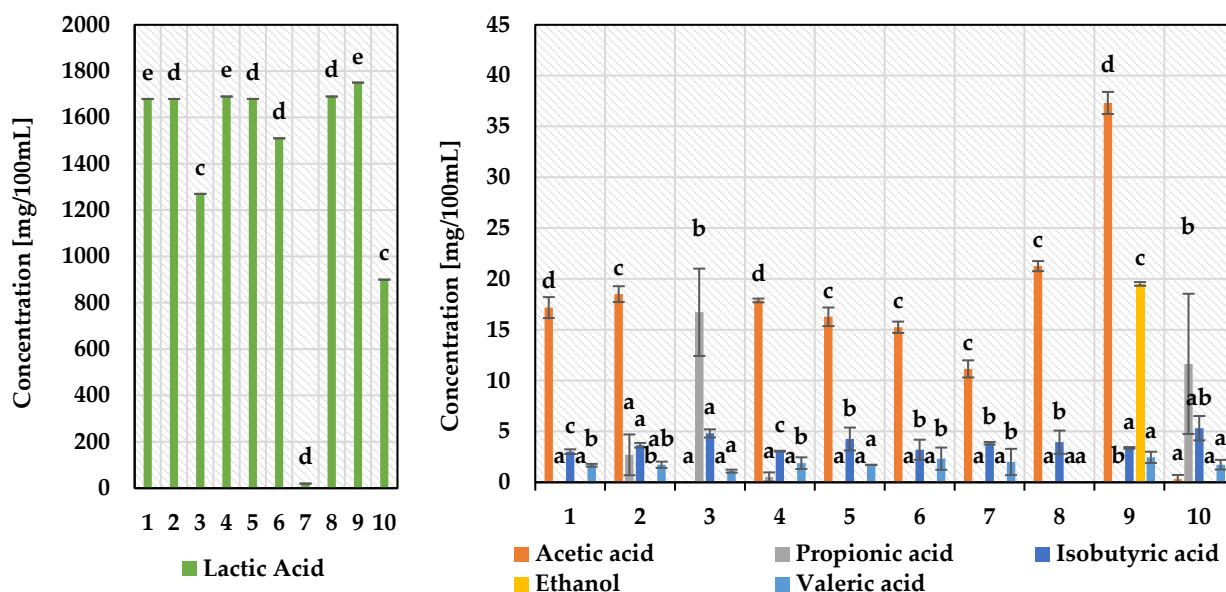 Concentration [mg/100mL]
2000
1800
1600
1400
1200
1000
800
600
400
200
0
e d c e d d d d e c
1 2 3 4 5 6 7 8 9 10
Lactic Acid
Concentration [mg/100mL]
45
40
35
30
25
20
15
10
5
0
d a c a b
c a a b ab
a b a a
d a c a b
c a b a a
c a b a b
c a b a b
c a b a a
d b a c a
a b ab a a
1 2 3 4 5 6 7 8 9 10
Acetic acid Propionic acid Isobutyric acid
Ethanol Valeric acid